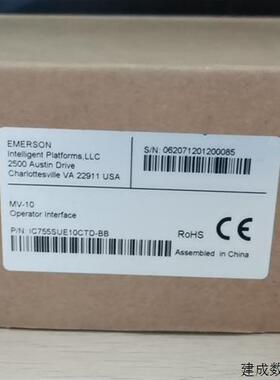 EMERSON
Intelligent Platforms,LLC
2500 Austin Drive
Charlottesville VA 22911 USA
S/N: 062071201200085
MV-10
Operator Interface
P/N: IC755SUE10CTD-BB
RoHS CE
Assembled in China
建成数